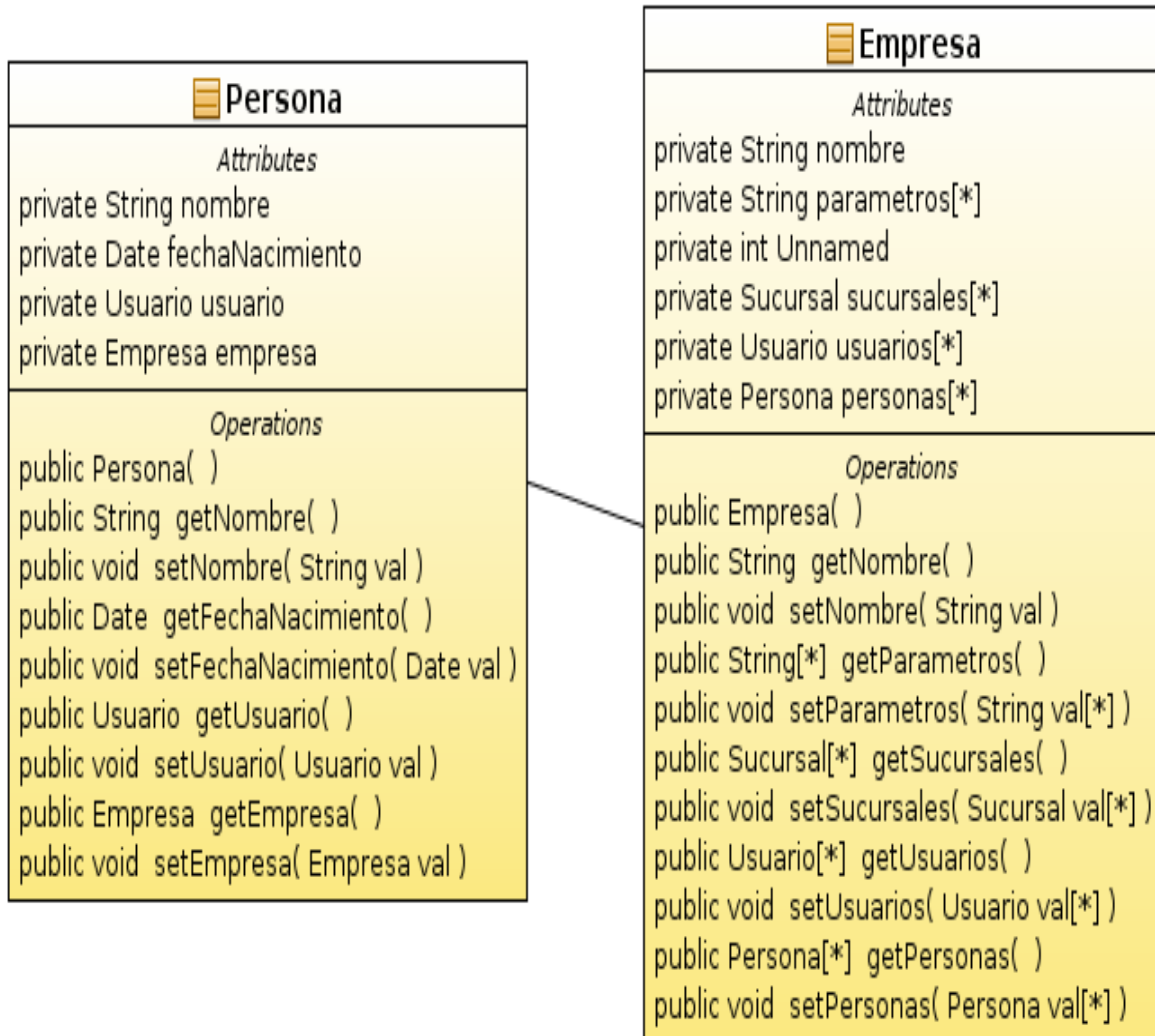 Persona
Attributes
private String nombre
private Date fechaNacimiento
private Usuario usuario
private Empresa empresa
Operations
public Persona(  )
public String  getNombre(  )
public void  setNombre( String val )
public Date  getFechaNacimiento(  )
public void  setFechaNacimiento( Date val )
public Usuario  getUsuario(  )
public void  setUsuario( Usuario val )
public Empresa  getEmpresa(  )
public void  setEmpresa( Empresa val )
Empresa
Attributes
private String nombre
private String parametros[*]
private int Unnamed
private Sucursal sucursales[*]
private Usuario usuarios[*]
private Persona personas[*]
Operations
public Empresa(  )
public String  getNombre(  )
public void  setNombre( String val )
public String[*]  getParametros(  )
public void  setParametros( String val[*] )
public Sucursal[*]  getSucursales(  )
public void  setSucursales( Sucursal val[*] )
public Usuario[*]  getUsuarios(  )
public void  setUsuarios( Usuario val[*] )
public Persona[*]  getPersonas(  )
public void  setPersonas( Persona val[*] )